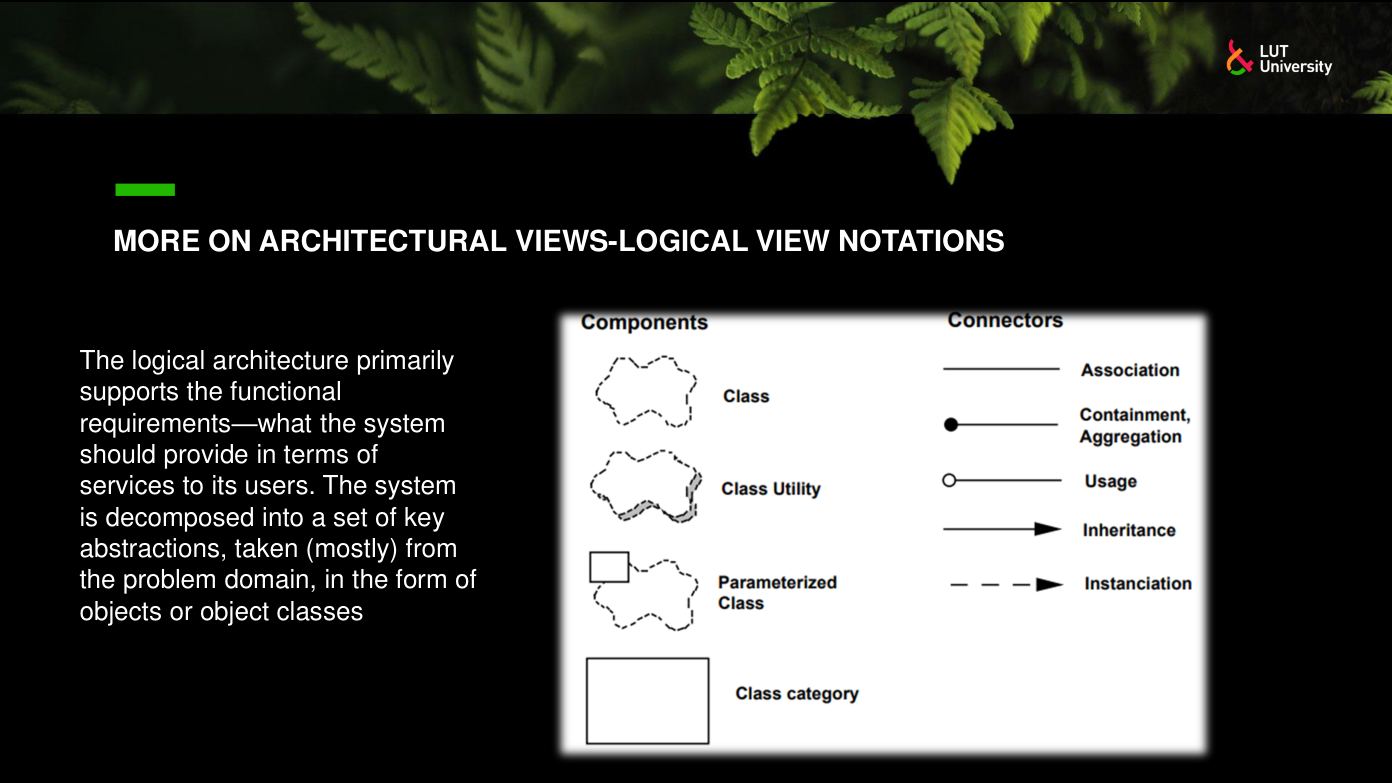 LUT
University
MORE ON ARCHITECTURAL VIEWS-LOGICAL VIEW NOTATIONS
The logical architecture primarily
supports the functional
requirements—what the system
should provide in terms of
services to its users. The system
is decomposed into a set of key
abstractions, taken (mostly) from
the problem domain, in the form of
objects or object classes
Components
Class
Class Utility
Parameterized
Class
Class category
Connectors
Association
Containment,
Aggregation
Usage
Inheritance
Instanciation